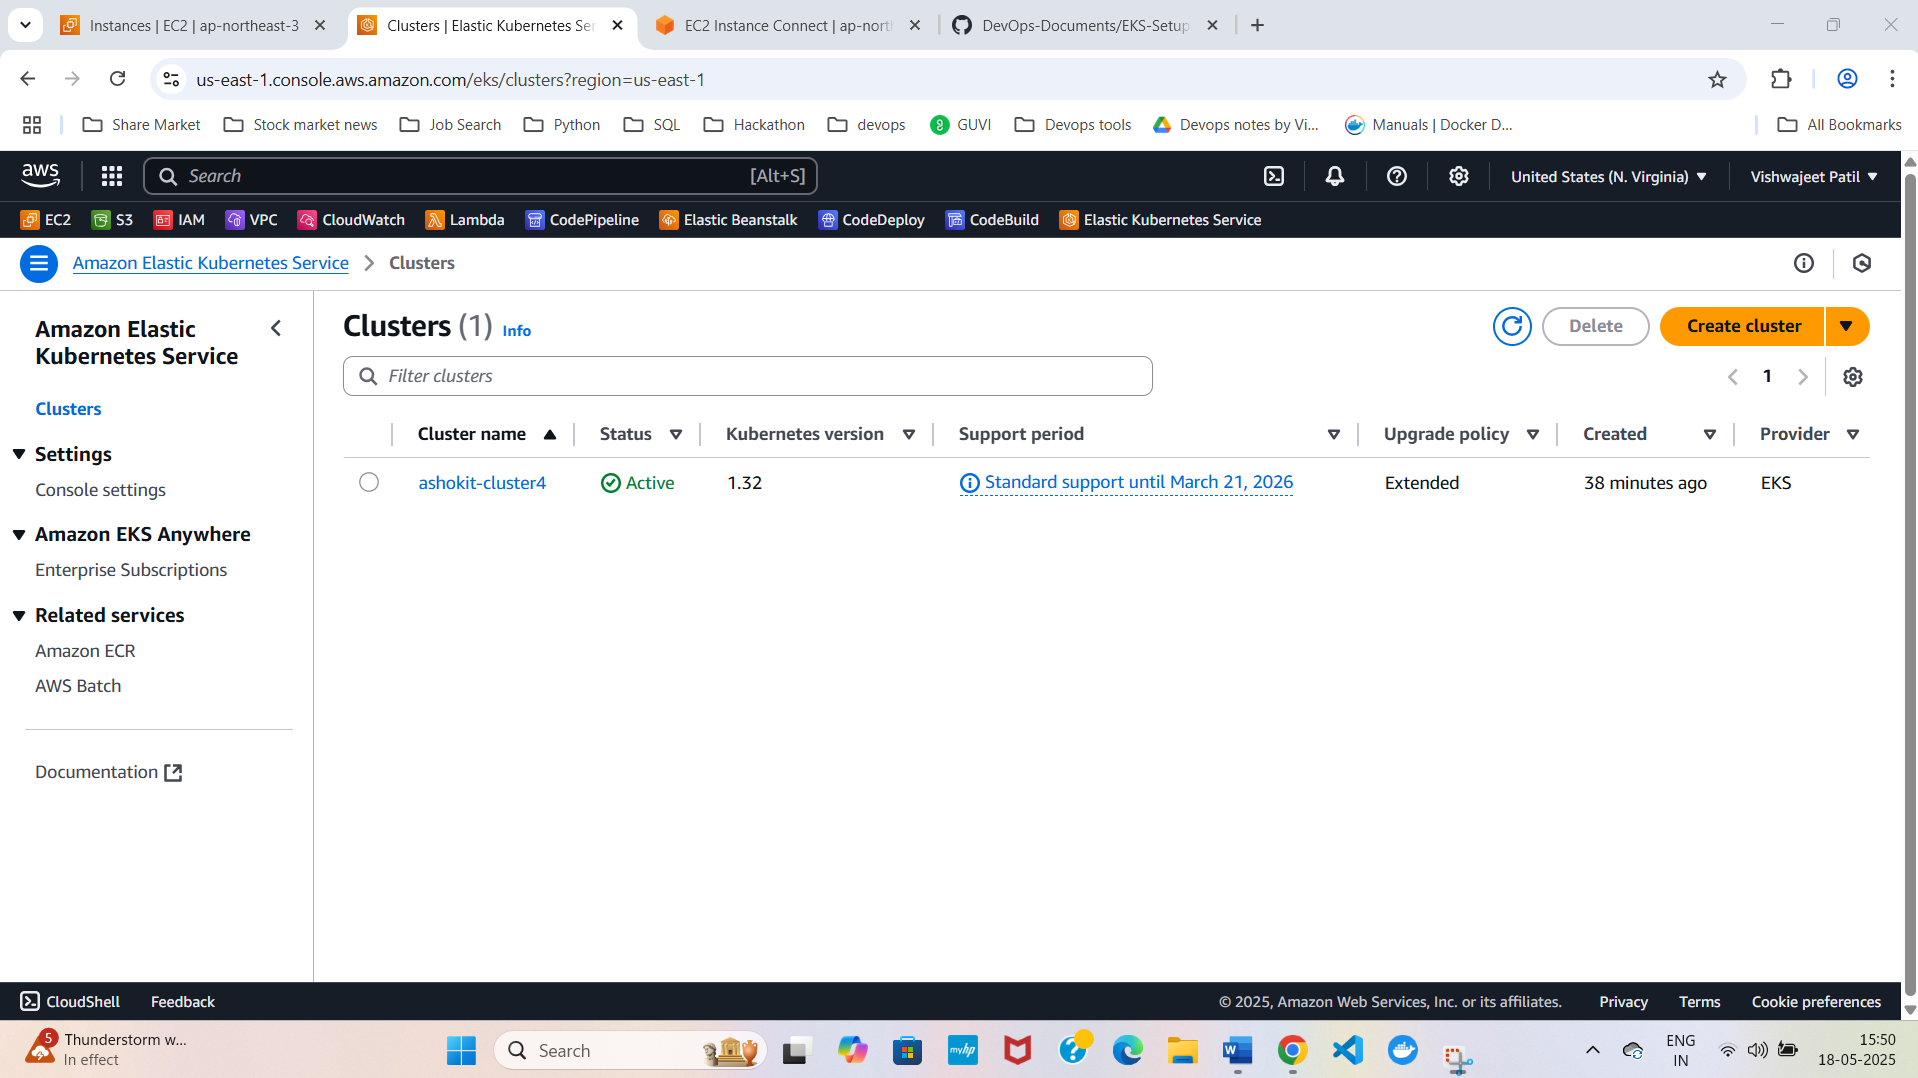 Instances | EC2 | ap-northeast-3
Clusters | Elastic Kubernetes Ser
EC2 Instance Connect | ap-nort
DevOps-Documents/EKS-Setup
us-east-1.console.aws.amazon.com/eks/clusters?region=us-east-1
Share Market
Stock market news
Job Search
Python
SQL
Hackathon
devops
GUVI
Devops tools
Devops notes by Vi...
Manuals | Docker D...
All Bookmarks
aws
Search
[Alt+S]
United States (N. Virginia)
Vishwajeet Patil
EC2
S3
IAM
VPC
CloudWatch
Lambda
CodePipeline
Elastic Beanstalk
CodeDeploy
CodeBuild
Elastic Kubernetes Service
Amazon Elastic Kubernetes Service
Clusters
Amazon Elastic
Kubernetes Service
Clusters
Settings
Console settings
Amazon EKS Anywhere
Enterprise Subscriptions
Related services
Amazon ECR
AWS Batch
Documentation
Clusters (1) Info
Delete
Create cluster
Filter clusters
1
Cluster name
Status
Kubernetes version
Support period
Upgrade policy
Created
Provider
ashokit-cluster4
Active
1.32
Standard support until March 21, 2026
Extended
38 minutes ago
EKS
CloudShell
Feedback
© 2025, Amazon Web Services, Inc. or its affiliates.
Privacy
Terms
Cookie preferences
5
Thunderstorm w...
In effect
Search
myhp
ENG
IN
15:50
18-05-2025